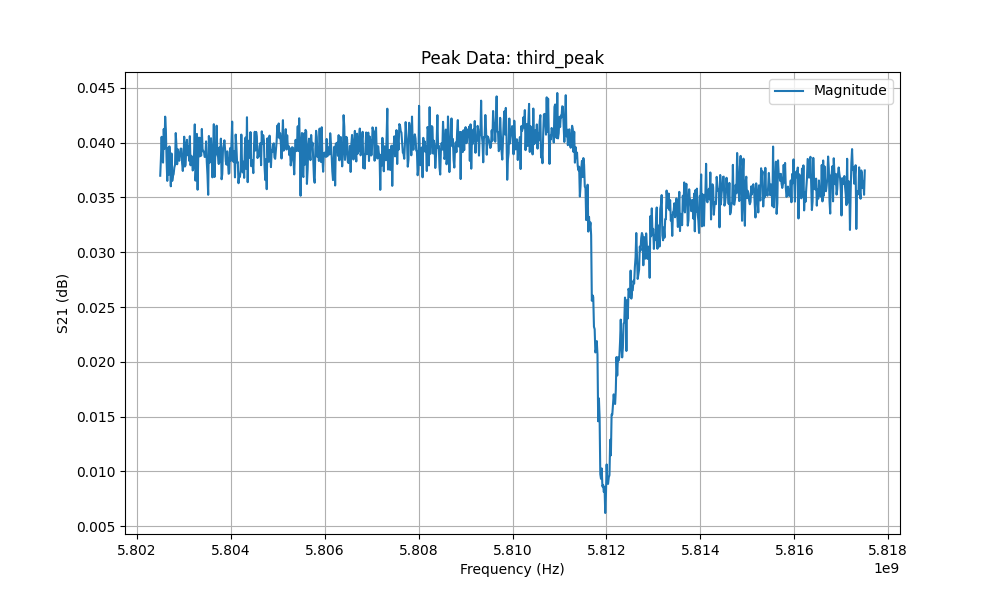 Peak Data: third_peak
Magnitude
0.045
0.040
0.035
0.030
0.025
0.020
0.015
0.010
0.005
S21 (dB)
5.802 5.804 5.806 5.808 5.810 5.812 5.814 5.816 5.818
1e9
Frequency (Hz)